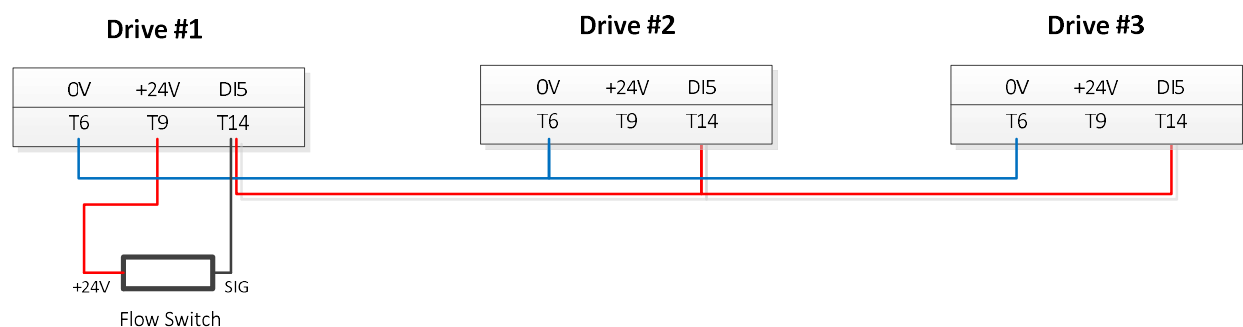 Drive #1
Drive #2
Drive #3
0V +24V DI5
T6 T9 T14
0V +24V DI5
T6 T9 T14
0V +24V DI5
T6 T9 T14
+24V
SIG
Flow Switch